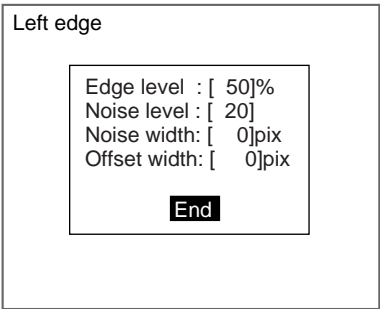 Left edge
Edge level : [ 50]%
Noise level : [ 20]
Noise width: [ 0]pix
Offset width: [ 0]pix
End